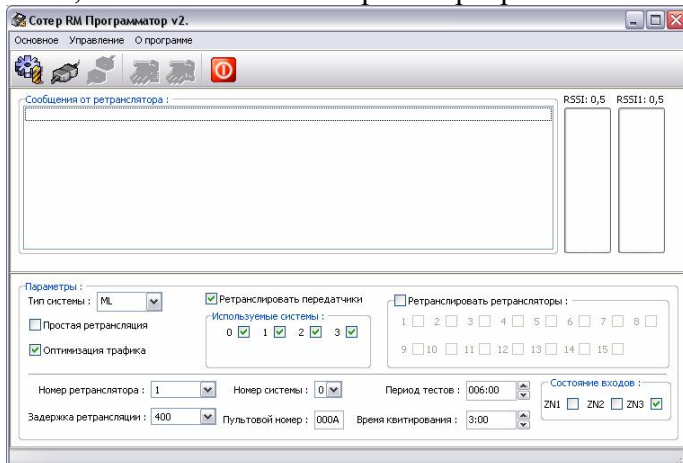 Сотер RM Программатор v2.
Основное Управление О программе
Сообщения от ретранслятора :
RSSI: 0,5 RSSI1: 0,5
Параметры :
Тип системы : ML
Ретранслировать передатчики
Ретранслировать ретрансляторы :
Простая ретрансляция
Используемые системы :
0 1 2 3
1 2 3 4 5 6 7 8
Оптимизация трафика
9 10 11 12 13 14 15
Номер ретранслятора : 1
Номер системы : 0
Период тестов : 006:00
Состояние входов :
ZN1 ZN2 ZN3
Задержка ретрансляции : 400
Пультовой номер : 000A
Время квитирования : 3:00